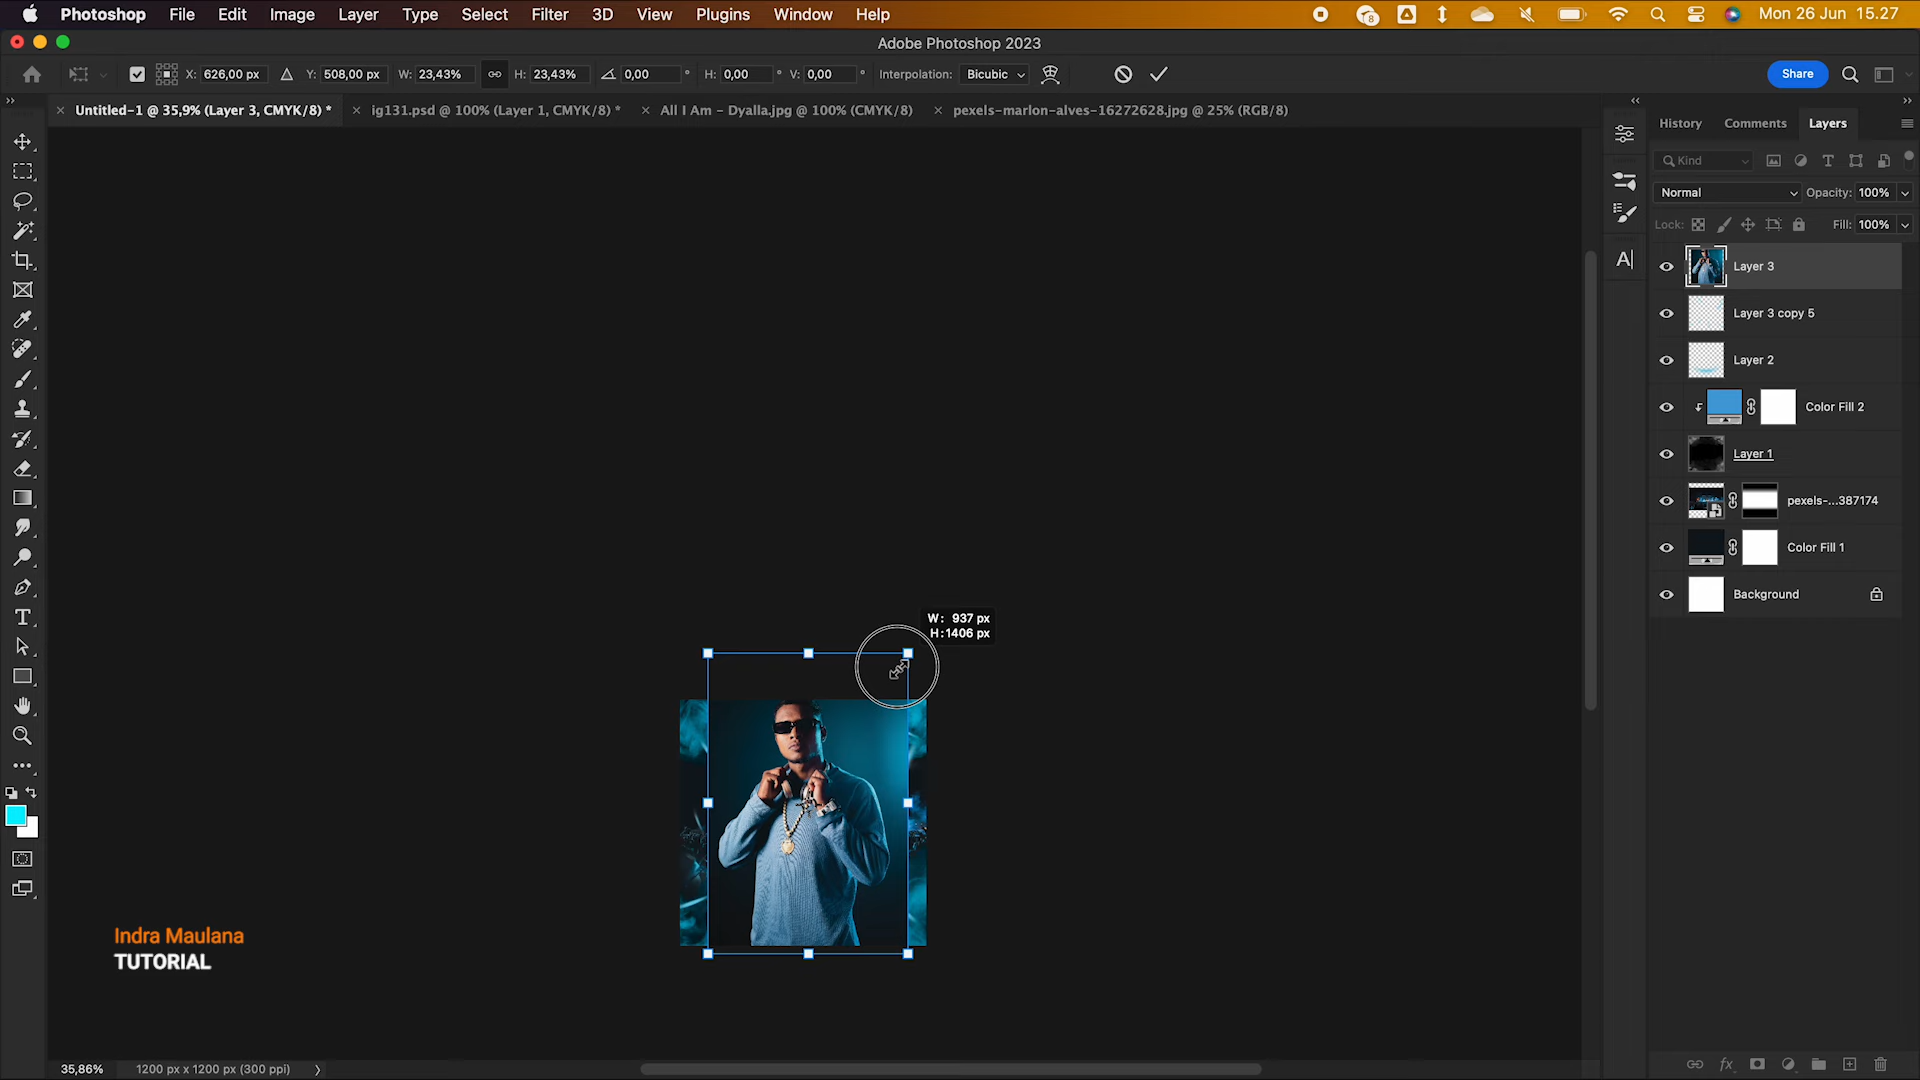 Photoshop File Edit Image Layer Type Select Filter 3D View Plugins Window Help
8 Mon 26 Jun 15.27
Adobe Photoshop 2023
X: 626,00 px Y: 508,00 px W: 23,43% H: 23,43% 0,00 ° H: 0,00 ° V: 0,00 ° Interpolation: Bicubic Share
Untitled-1 @ 35,9% (Layer 3, CMYK/8) * ig131.psd @ 100% (Layer 1, CMYK/8) * All I Am - Dyalla.jpg @ 100% (CMYK/8) pexels-marlon-alves-16272628.jpg @ 25% (RGB/8)
History Comments Layers
Kind
Normal Opacity: 100%
Lock: Fill: 100%
Layer 3
Layer 3 copy 5
Layer 2
Color Fill 2
Layer 1
pexels-...387174
Color Fill 1
Background
W: 937 px
H: 1406 px
Indra Maulana
TUTORIAL
35,86% 1200 px x 1200 px (300 ppi)